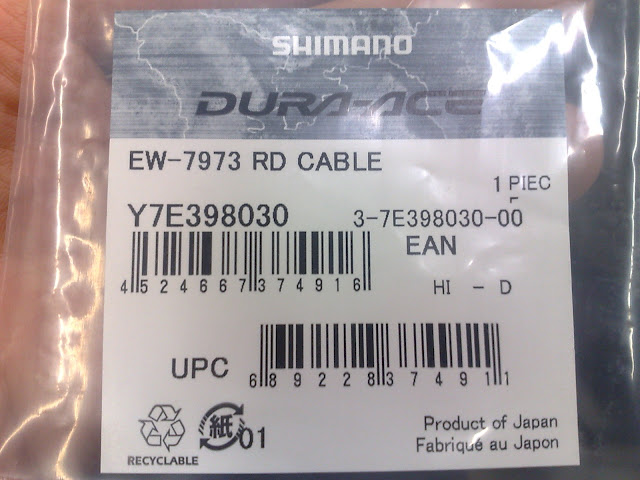 SHIMANO
DURA-ACE
EW-7973 RD CABLE
1 PIEC
Y7E398030
3-7E398030-00
EAN
4 524667 374916
HI - D
UPC
6 89228 37491 1
紙 01
RECYCLABLE
Product of Japan
Fabriqué au Japon